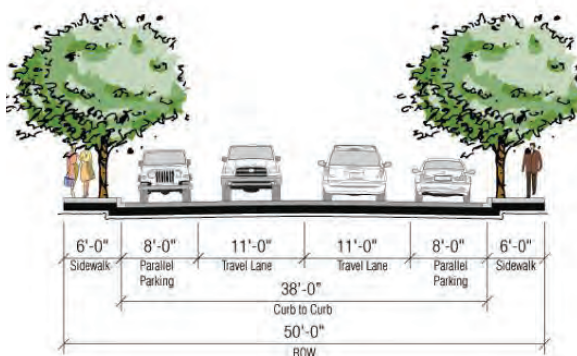 6'-0" 8'-0" 11'-0" 11'-0" 8'-0" 6'-0"
Sidewalk Parallel Travel Lane Travel Lane Parallel Sidewalk
Parking Parking
38'-0"
Curb to Curb
50'-0"
ROW